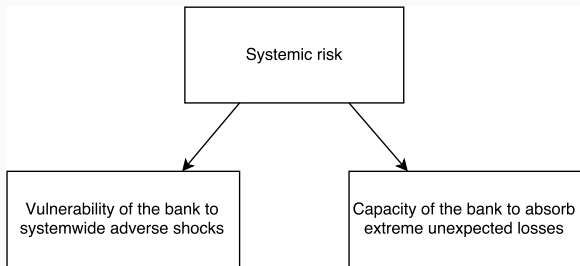 Systemic risk
Vulnerability of the bank to
systemwide adverse shocks
Capacity of the bank to absorb
extreme unexpected losses